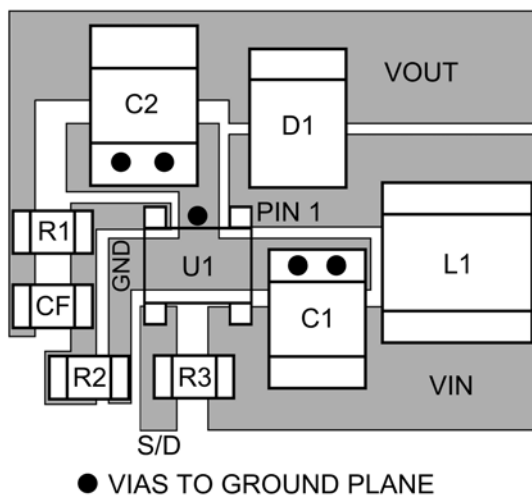 VOUT
C2
D1
PIN 1
R1
GND
U1
L1
CF
C1
R2
R3
VIN
S/D
VIAS TO GROUND PLANE